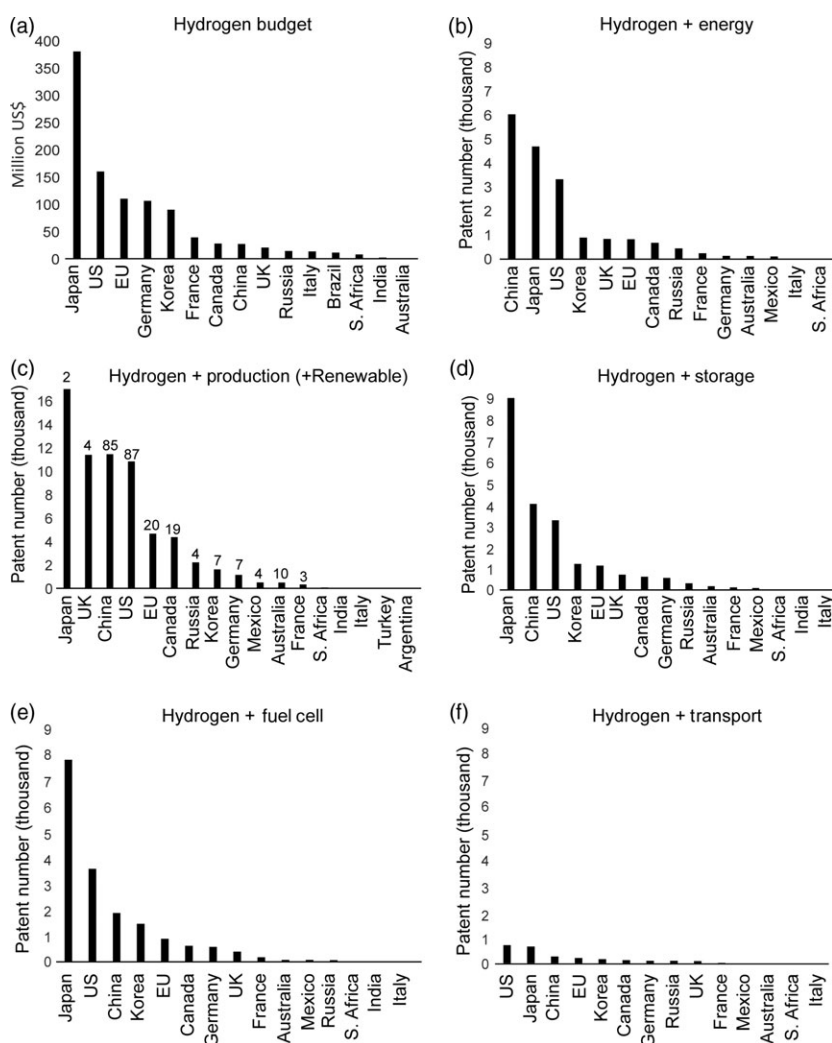 (a)
Hydrogen budget
Million US$
400
350
300
250
200
150
100
50
0
Japan
US
EU
Germany
Korea
France
Canada
China
UK
Russia
Italy
Brazil
S. Africa
India
Australia
(b)
Hydrogen + energy
Patent number (thousand)
9
8
7
6
5
4
3
2
1
0
China
Japan
US
Korea
UK
EU
Canada
Russia
France
Germany
Australia
Mexico
Italy
S. Africa
(c)
Hydrogen + production (+Renewable)
Patent number (thousand)
16
14
12
10
8
6
4
2
0
2
4
85
87
20
19
4
7
7
4
10
3
Japan
UK
China
US
EU
Canada
Russia
Korea
Germany
Mexico
Australia
France
S. Africa
India
Italy
Turkey
Argentina
(d)
Hydrogen + storage
Patent number (thousand)
9
8
7
6
5
4
3
2
1
0
Japan
China
US
Korea
EU
UK
Canada
Germany
Russia
Australia
France
Mexico
S. Africa
India
Italy
(e)
Hydrogen + fuel cell
Patent number (thousand)
9
8
7
6
5
4
3
2
1
0
Japan
US
China
Korea
EU
Canada
Germany
UK
France
Australia
Mexico
Russia
S. Africa
India
Italy
(f)
Hydrogen + transport
Patent number (thousand)
9
8
7
6
5
4
3
2
1
0
US
Japan
China
EU
Korea
Canada
Germany
Russia
UK
France
Mexico
Australia
S. Africa
India
Italy